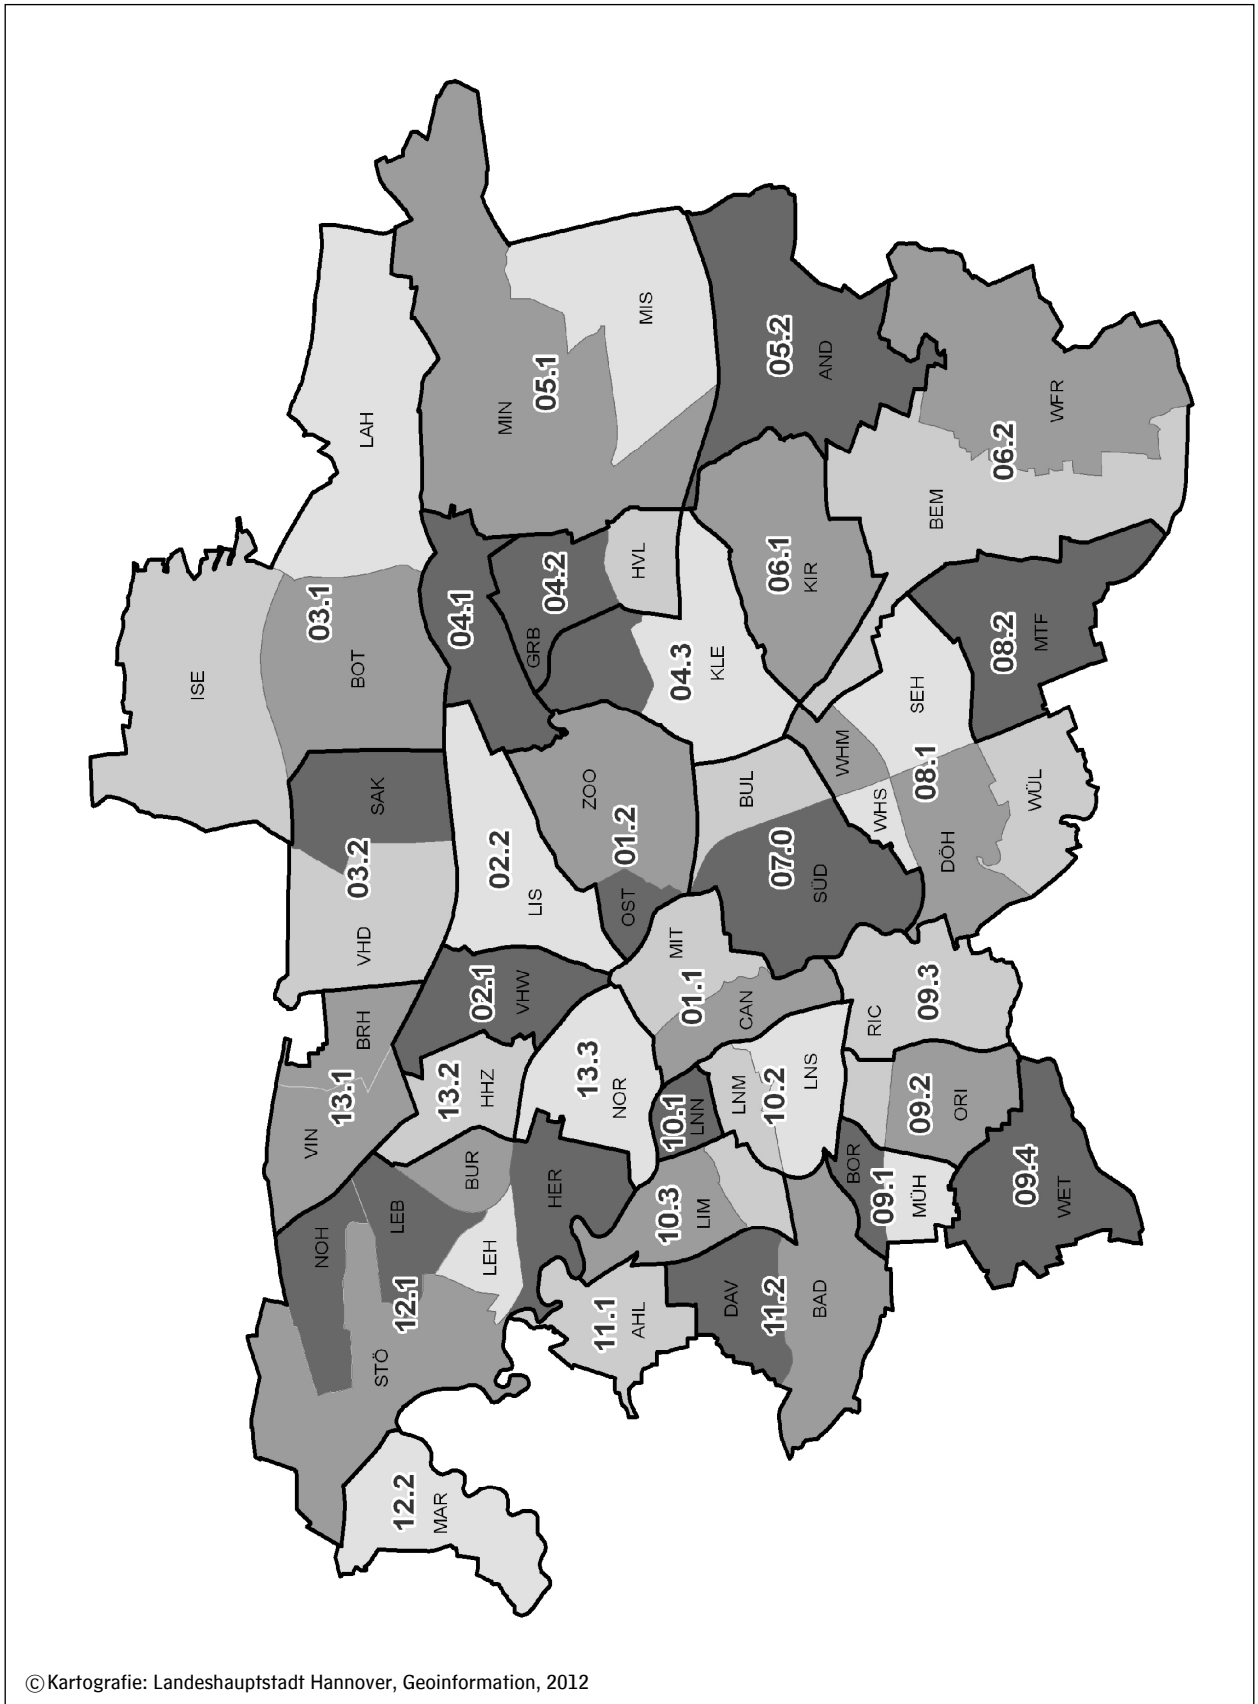 ISE
LAH
BOT
03.1
SAK
VHD
03.2
MIN
05.1
MIS
05.2
AND
04.1
GRB
04.2
HVL
04.3
KLE
06.1
KIR
BEM
06.2
WFR
08.2
MTF
SEH
WHM
08.1
WHS
DÖH
WÜL
02.2
LIS
ZOO
01.2
OST
BUL
07.0
SÜD
MIT
01.1
CAN
02.1
VHW
BRH
13.1
VIN
13.2
HHZ
13.3
NOR
10.1
LNN
LNM
10.2
LNS
RIC
09.3
09.2
ORI
BOR
09.1
MÜH
09.4
WET
NOH
LEB
BUR
LEH
HER
12.1
STÖ
10.3
LIM
11.1
AHL
DAV
11.2
BAD
12.2
MAR
© Kartografie: Landeshauptstadt Hannover, Geoinformation, 2012